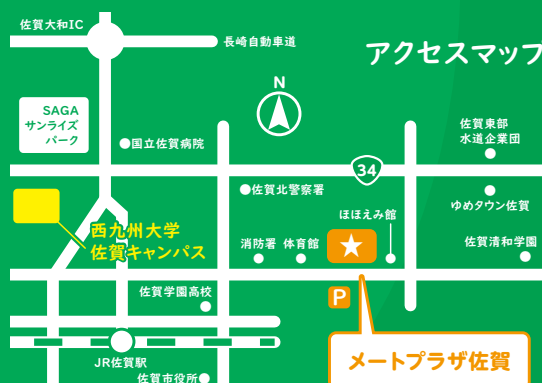 佐賀大和IC
長崎自動車道
アクセスマップ
N
SAGA
サンライズ
パーク
国立佐賀病院
佐賀東部
水道企業団
34
佐賀北警察署
ゆめタウン佐賀
ほほえみ館
西九州大学
佐賀キャンパス
消防署
体育館
佐賀清和学園
佐賀学園高校
P
JR佐賀駅
メートプラザ佐賀
佐賀市役所